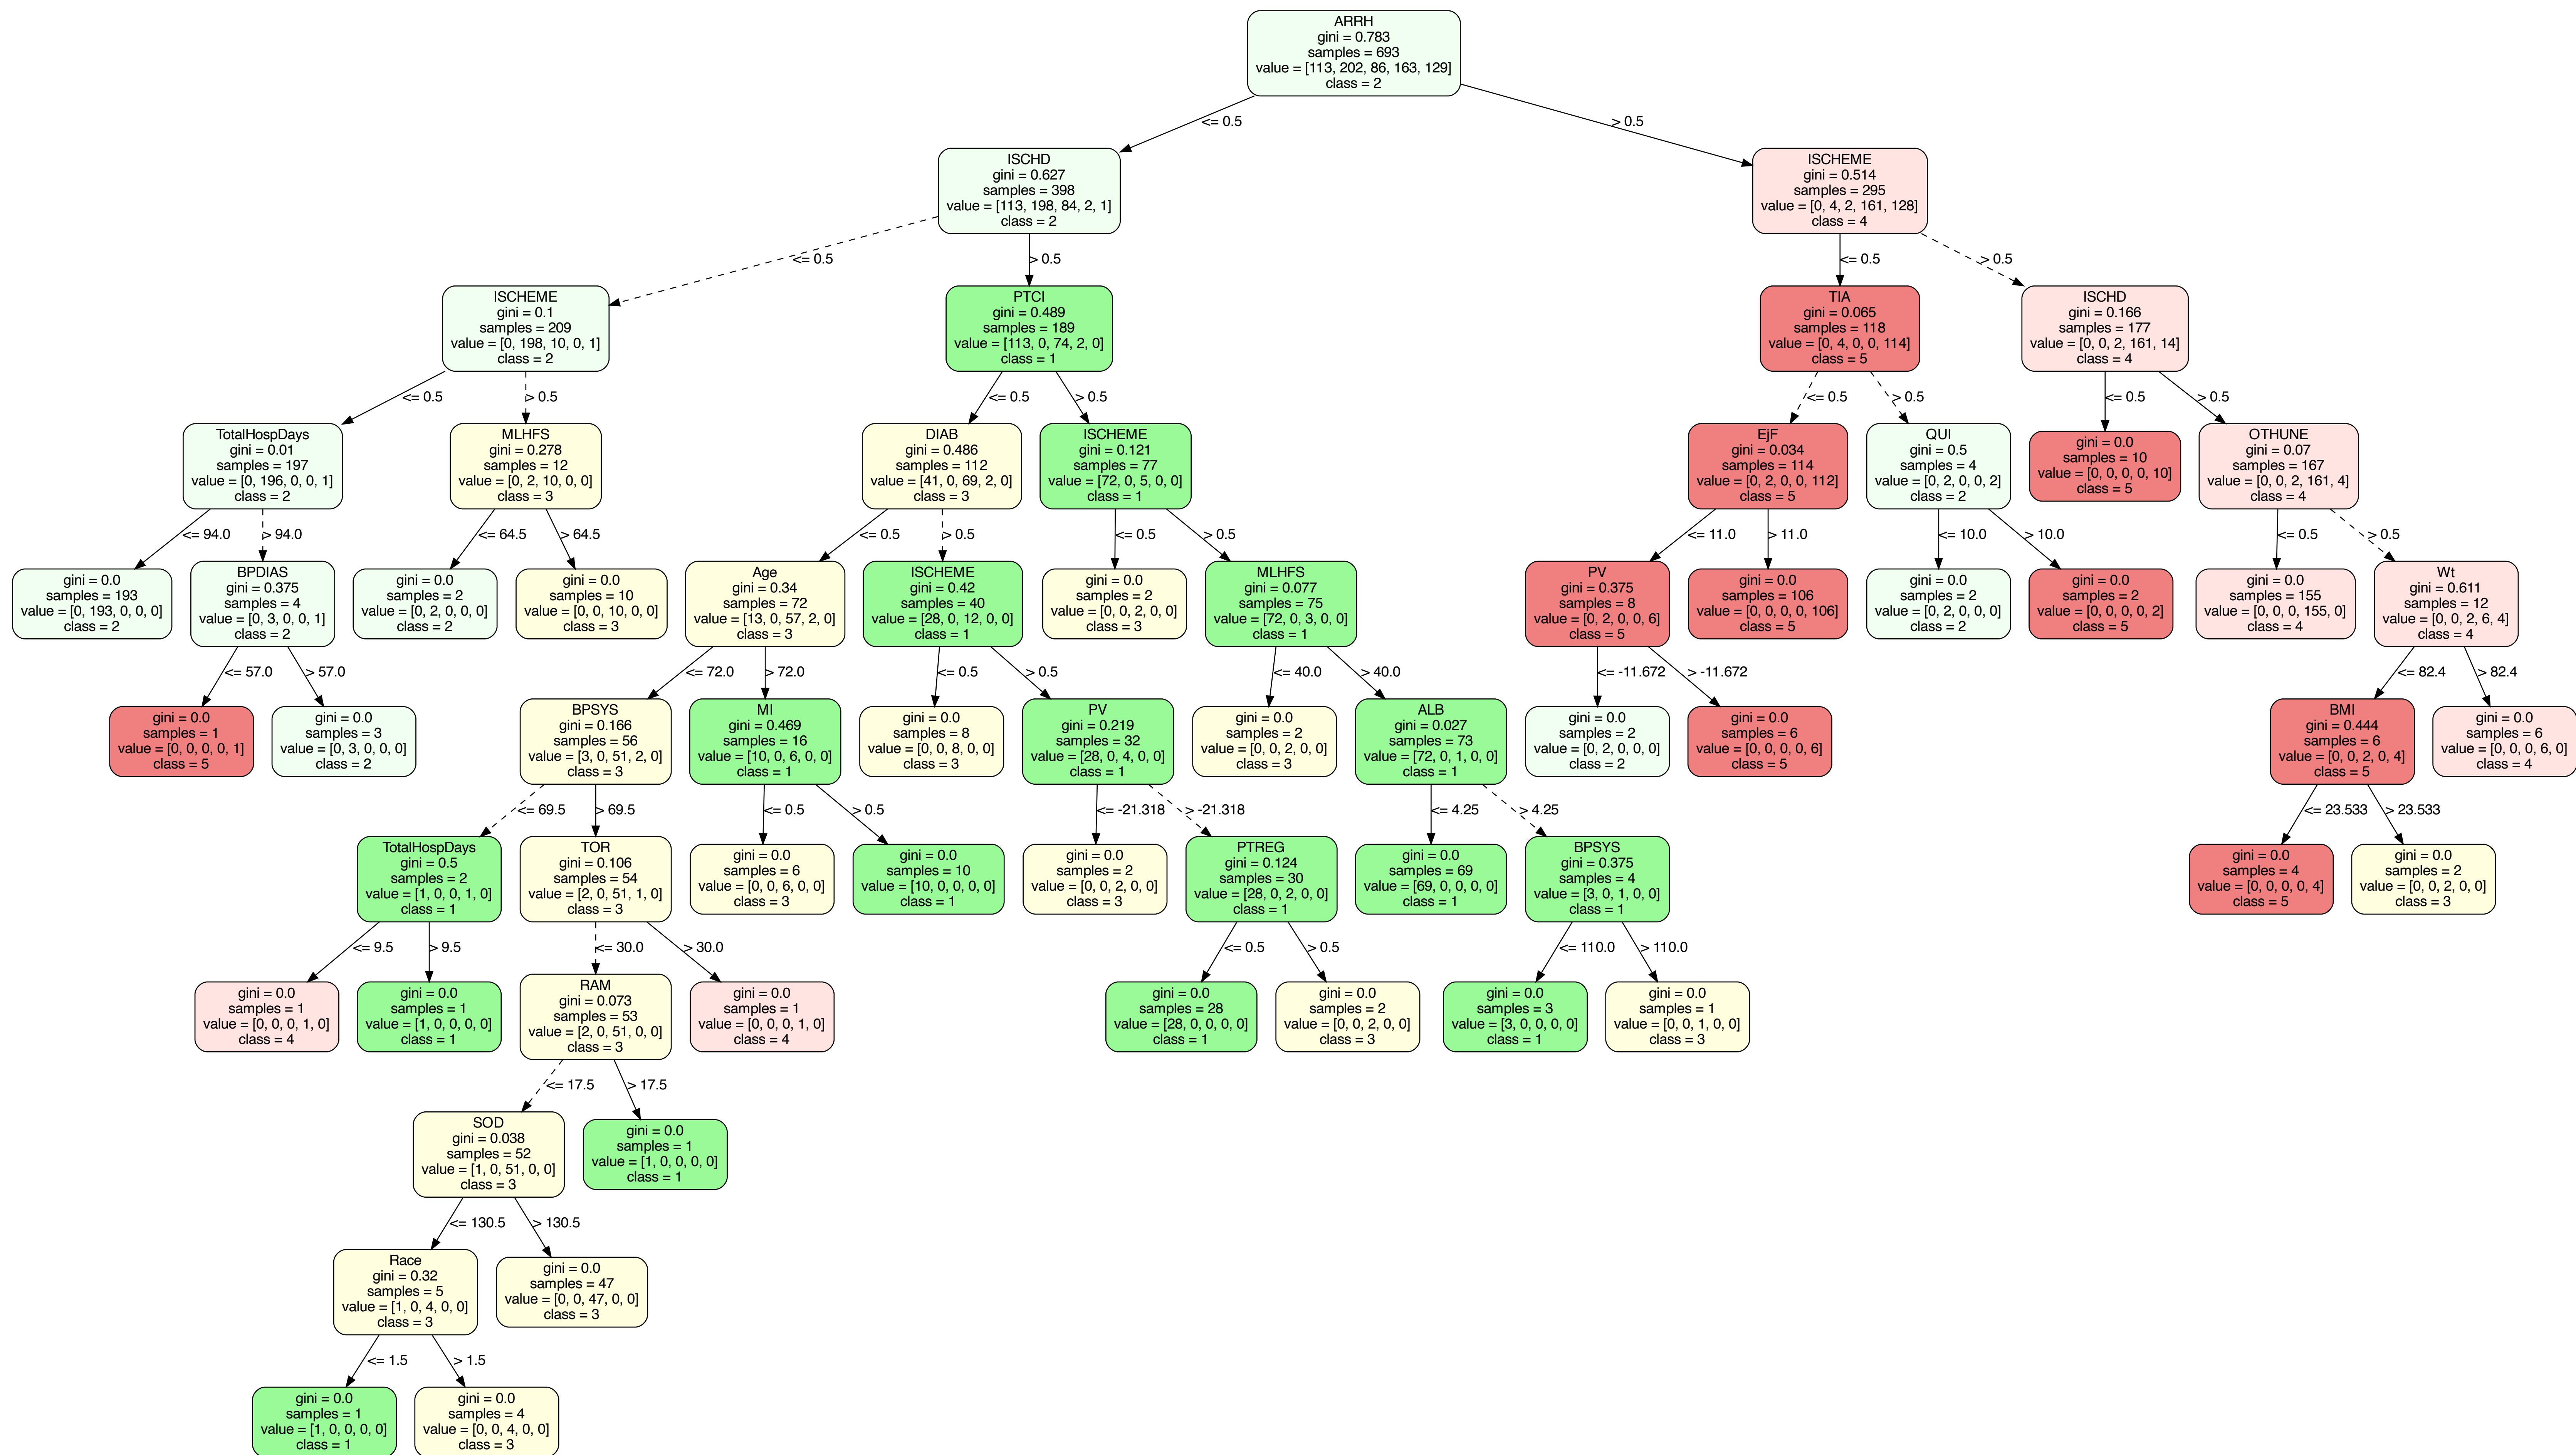 ARRH
gini = 0.783
samples = 693
value = [113, 202, 86, 163, 129]
class = 2
<= 0.5
> 0.5
ISCHD
gini = 0.627
samples = 398
value = [113, 198, 84, 2, 1]
class = 2
ISCHEME
gini = 0.514
samples = 295
value = [0, 4, 2, 161, 128]
class = 4
<= 0.5
> 0.5
<= 0.5
> 0.5
ISCHEME
gini = 0.1
samples = 209
value = [0, 198, 10, 0, 1]
class = 2
PTCI
gini = 0.489
samples = 189
value = [113, 0, 74, 2, 0]
class = 1
TIA
gini = 0.065
samples = 118
value = [0, 4, 0, 0, 114]
class = 5
ISCHD
gini = 0.166
samples = 177
value = [0, 0, 2, 161, 14]
class = 4
<= 0.5
> 0.5
<= 0.5
> 0.5
<= 0.5
> 0.5
<= 0.5
> 0.5
TotalHospDays
gini = 0.01
samples = 197
value = [0, 196, 0, 0, 1]
class = 2
MLHFS
gini = 0.278
samples = 12
value = [0, 2, 10, 0, 0]
class = 3
DIAB
gini = 0.486
samples = 112
value = [41, 0, 69, 2, 0]
class = 3
ISCHEME
gini = 0.121
samples = 77
value = [72, 0, 5, 0, 0]
class = 1
EjF
gini = 0.034
samples = 114
value = [0, 2, 0, 0, 112]
class = 5
QUI
gini = 0.5
samples = 4
value = [0, 2, 0, 0, 2]
class = 2
gini = 0.0
samples = 10
value = [0, 0, 0, 0, 10]
class = 5
OTHUNE
gini = 0.07
samples = 167
value = [0, 0, 2, 161, 4]
class = 4
<= 94.0
> 94.0
<= 64.5
> 64.5
<= 0.5
> 0.5
<= 0.5
> 0.5
<= 11.0
> 11.0
<= 10.0
> 10.0
<= 0.5
> 0.5
gini = 0.0
samples = 193
value = [0, 193, 0, 0, 0]
class = 2
BPDIAS
gini = 0.375
samples = 4
value = [0, 3, 0, 0, 1]
class = 2
gini = 0.0
samples = 2
value = [0, 2, 0, 0, 0]
class = 2
gini = 0.0
samples = 10
value = [0, 0, 10, 0, 0]
class = 3
Age
gini = 0.34
samples = 72
value = [13, 0, 57, 2, 0]
class = 3
ISCHEME
gini = 0.42
samples = 40
value = [28, 0, 12, 0, 0]
class = 1
gini = 0.0
samples = 2
value = [0, 0, 2, 0, 0]
class = 3
MLHFS
gini = 0.077
samples = 75
value = [72, 0, 3, 0, 0]
class = 1
PV
gini = 0.375
samples = 8
value = [0, 2, 0, 0, 6]
class = 5
gini = 0.0
samples = 106
value = [0, 0, 0, 0, 106]
class = 5
gini = 0.0
samples = 2
value = [0, 2, 0, 0, 0]
class = 2
gini = 0.0
samples = 2
value = [0, 0, 0, 0, 2]
class = 5
gini = 0.0
samples = 155
value = [0, 0, 0, 155, 0]
class = 4
Wt
gini = 0.611
samples = 12
value = [0, 0, 2, 6, 4]
class = 4
<= 57.0
> 57.0
<= 72.0
> 72.0
<= 0.5
> 0.5
<= 40.0
> 40.0
<= -11.672
> -11.672
<= 82.4
> 82.4
gini = 0.0
samples = 1
value = [0, 0, 0, 0, 1]
class = 5
gini = 0.0
samples = 3
value = [0, 3, 0, 0, 0]
class = 2
BPSYS
gini = 0.166
samples = 56
value = [3, 0, 51, 2, 0]
class = 3
MI
gini = 0.469
samples = 16
value = [10, 0, 6, 0, 0]
class = 1
gini = 0.0
samples = 8
value = [0, 0, 8, 0, 0]
class = 3
PV
gini = 0.219
samples = 32
value = [28, 0, 4, 0, 0]
class = 1
gini = 0.0
samples = 2
value = [0, 0, 2, 0, 0]
class = 3
ALB
gini = 0.027
samples = 73
value = [72, 0, 1, 0, 0]
class = 1
gini = 0.0
samples = 2
value = [0, 2, 0, 0, 0]
class = 2
gini = 0.0
samples = 6
value = [0, 0, 0, 0, 6]
class = 5
BMI
gini = 0.444
samples = 6
value = [0, 0, 2, 0, 4]
class = 5
gini = 0.0
samples = 6
value = [0, 0, 0, 6, 0]
class = 4
<= 69.5
> 69.5
<= 0.5
> 0.5
<= -21.318
> -21.318
<= 4.25
> 4.25
<= 23.533
> 23.533
TotalHospDays
gini = 0.5
samples = 2
value = [1, 0, 0, 1, 0]
class = 1
TOR
gini = 0.106
samples = 54
value = [2, 0, 51, 1, 0]
class = 3
gini = 0.0
samples = 6
value = [0, 0, 6, 0, 0]
class = 3
gini = 0.0
samples = 10
value = [10, 0, 0, 0, 0]
class = 1
gini = 0.0
samples = 2
value = [0, 0, 2, 0, 0]
class = 3
PTREG
gini = 0.124
samples = 30
value = [28, 0, 2, 0, 0]
class = 1
gini = 0.0
samples = 69
value = [69, 0, 0, 0, 0]
class = 1
BPSYS
gini = 0.375
samples = 4
value = [3, 0, 1, 0, 0]
class = 1
gini = 0.0
samples = 4
value = [0, 0, 0, 0, 4]
class = 5
gini = 0.0
samples = 2
value = [0, 0, 2, 0, 0]
class = 3
<= 9.5
> 9.5
<= 30.0
> 30.0
<= 0.5
> 0.5
<= 110.0
> 110.0
gini = 0.0
samples = 1
value = [0, 0, 0, 1, 0]
class = 4
gini = 0.0
samples = 1
value = [1, 0, 0, 0, 0]
class = 1
RAM
gini = 0.073
samples = 53
value = [2, 0, 51, 0, 0]
class = 3
gini = 0.0
samples = 1
value = [0, 0, 0, 1, 0]
class = 4
gini = 0.0
samples = 28
value = [28, 0, 0, 0, 0]
class = 1
gini = 0.0
samples = 2
value = [0, 0, 2, 0, 0]
class = 3
gini = 0.0
samples = 3
value = [3, 0, 0, 0, 0]
class = 1
gini = 0.0
samples = 1
value = [0, 0, 1, 0, 0]
class = 3
<= 17.5
> 17.5
SOD
gini = 0.038
samples = 52
value = [1, 0, 51, 0, 0]
class = 3
gini = 0.0
samples = 1
value = [1, 0, 0, 0, 0]
class = 1
<= 130.5
> 130.5
Race
gini = 0.32
samples = 5
value = [1, 0, 4, 0, 0]
class = 3
gini = 0.0
samples = 47
value = [0, 0, 47, 0, 0]
class = 3
<= 1.5
> 1.5
gini = 0.0
samples = 1
value = [1, 0, 0, 0, 0]
class = 1
gini = 0.0
samples = 4
value = [0, 0, 4, 0, 0]
class = 3